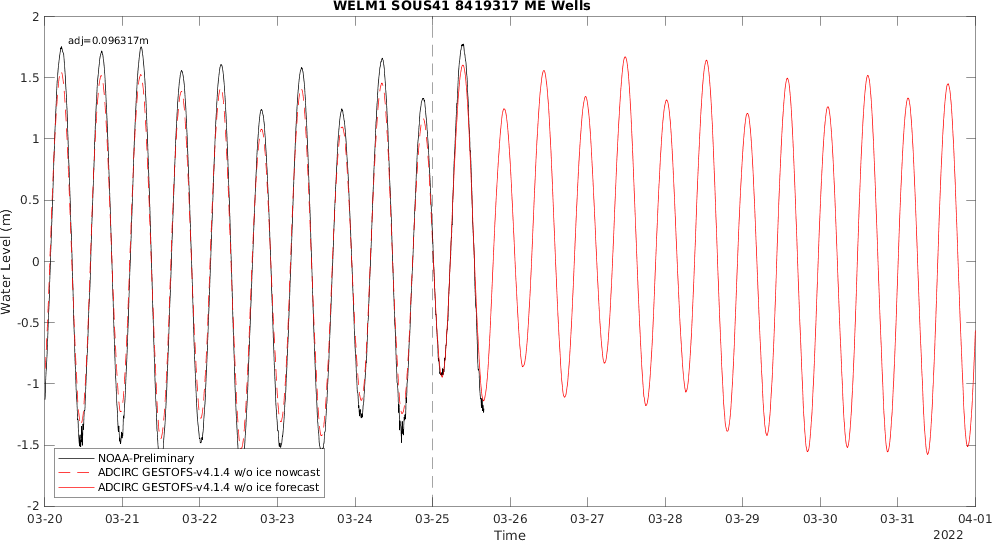 WELM1 SOUS41 8419317 ME Wells
adj=0.096317m
Water Level (m)
2
1.5
1
0.5
0
-0.5
-1
-1.5
-2
NOAA-Preliminary
ADCIRC GESTOFS-v4.1.4 w/o ice nowcast
ADCIRC GESTOFS-v4.1.4 w/o ice forecast
03-20 03-21 03-22 03-23 03-24 03-25 03-26 03-27 03-28 03-29 03-30 03-31 04-01
Time
2022